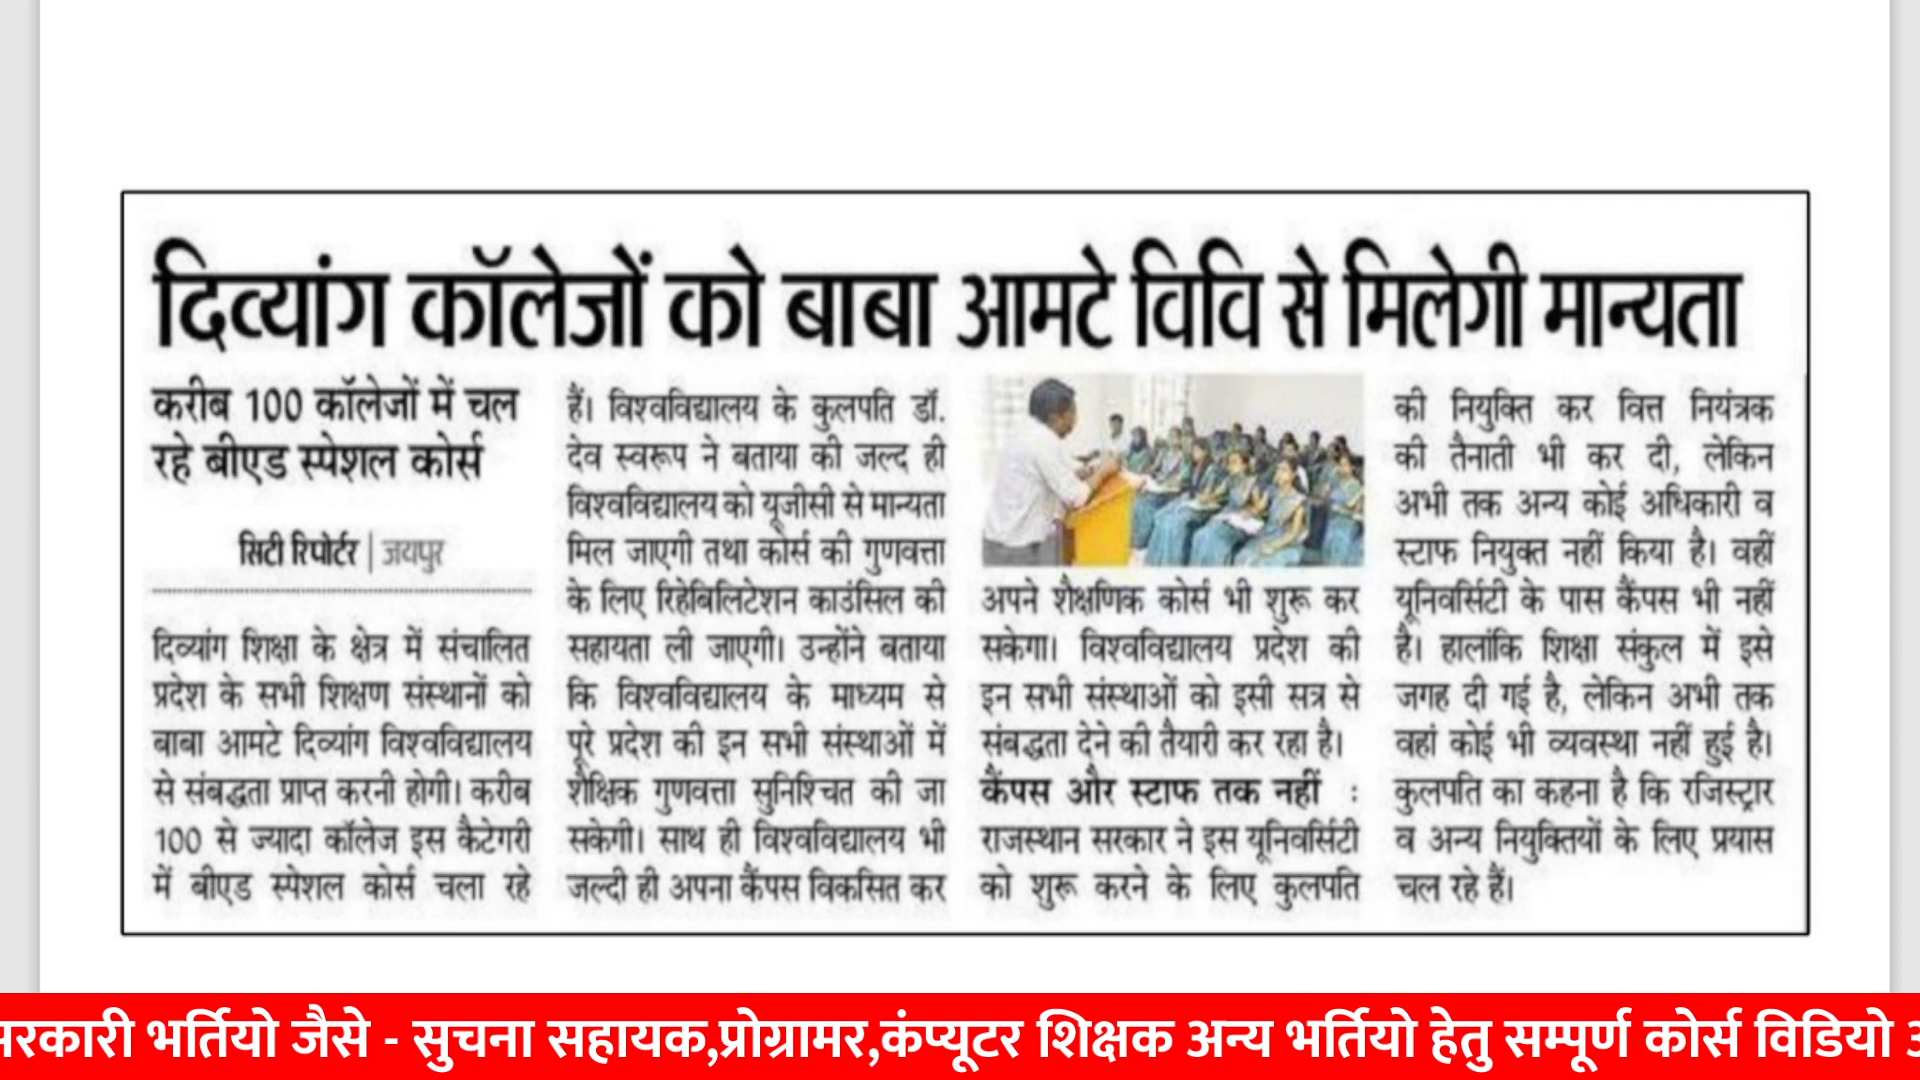 दिव्यांग कॉलेजों को बाबा आमटे विवि से मिलेगी मान्यता
करीब 100 कॉलेजों में चल
रहे बीएड स्पेशल कोर्स
सिटी रिपोर्टर | जयपुर
दिव्यांग शिक्षा के क्षेत्र में संचालित
प्रदेश के सभी शिक्षण संस्थानों को
बाबा आमटे दिव्यांग विश्वविद्यालय
से संबद्धता प्राप्त करनी होगी। करीब
100 से ज्यादा कॉलेज इस कैटेगरी
में बीएड स्पेशल कोर्स चला रहे
हैं। विश्वविद्यालय के कुलपति डॉ.
देव स्वरूप ने बताया की जल्द ही
विश्वविद्यालय को यूजीसी से मान्यता
मिल जाएगी तथा कोर्स की गुणवत्ता
के लिए रिहेबिलिटेशन काउंसिल की
सहायता ली जाएगी। उन्होंने बताया
कि विश्वविद्यालय के माध्यम से
पूरे प्रदेश की इन सभी संस्थाओं में
शैक्षिक गुणवत्ता सुनिश्चित की जा
सकेगी। साथ ही विश्वविद्यालय भी
जल्दी ही अपना कैंपस विकसित कर
अपने शैक्षणिक कोर्स भी शुरू कर
सकेगा। विश्वविद्यालय प्रदेश की
इन सभी संस्थाओं को इसी सत्र से
संबद्धता देने की तैयारी कर रहा है।
कैंपस और स्टाफ तक नहीं :
राजस्थान सरकार ने इस यूनिवर्सिटी
को शुरू करने के लिए कुलपति
की नियुक्ति कर वित्त नियंत्रक
की तैनाती भी कर दी, लेकिन
अभी तक अन्य कोई अधिकारी व
स्टाफ नियुक्त नहीं किया है। वहीं
यूनिवर्सिटी के पास कैंपस भी नहीं
है। हालांकि शिक्षा संकुल में इसे
जगह दी गई है, लेकिन अभी तक
वहां कोई भी व्यवस्था नहीं हुई है।
कुलपति का कहना है कि रजिस्ट्रार
व अन्य नियुक्तियों के लिए प्रयास
चल रहे हैं।
भर्तियो जैसे - सुचना सहायक,प्रोग्रामर,कंप्यूटर शिक्षक अन्य भर्तियो हेतु सम्पूर्ण कोर्स विडियो